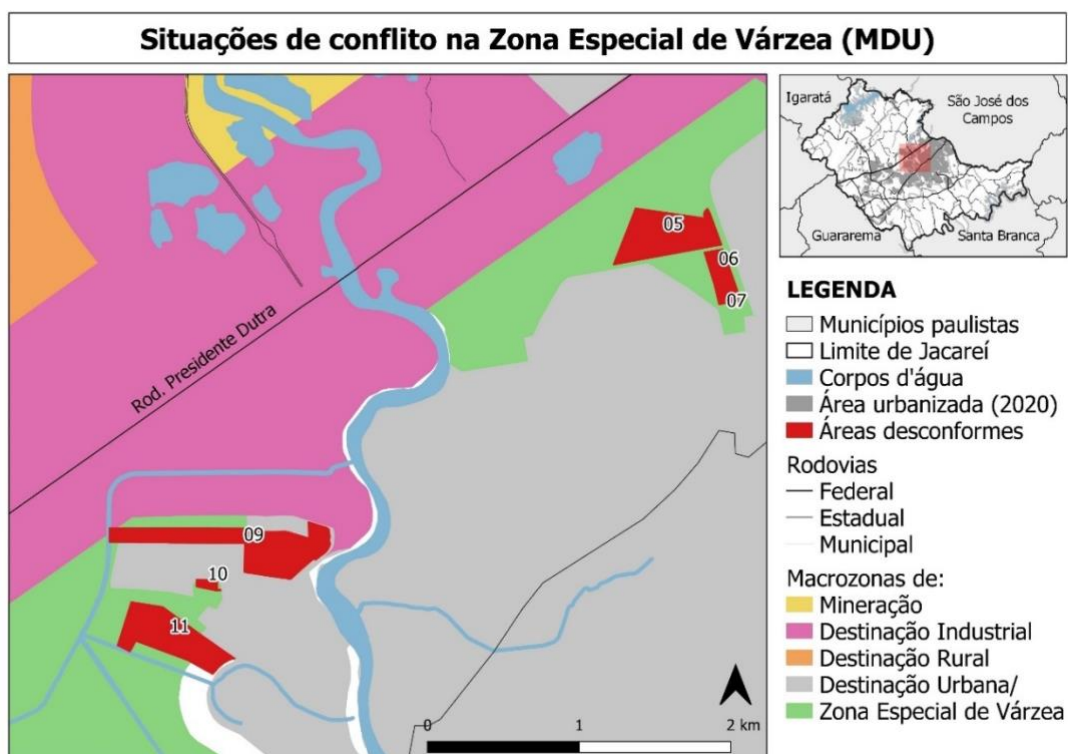 Situações de conflito na Zona Especial de Várzea (MDU)
Igaratá
São José dos
Campos
Guararema
Santa Branca
05
06
07
Rod. Presidente Dutra
09
10
11
0
1
2 km
LEGENDA
Municípios paulistas
Limite de Jacareí
Corpos d'água
Área urbanizada (2020)
Áreas desconformes
Rodovias
Federal
Estadual
Municipal
Macrozonas de:
Mineração
Destinação Industrial
Destinação Rural
Destinação Urbana/
Zona Especial de Várzea